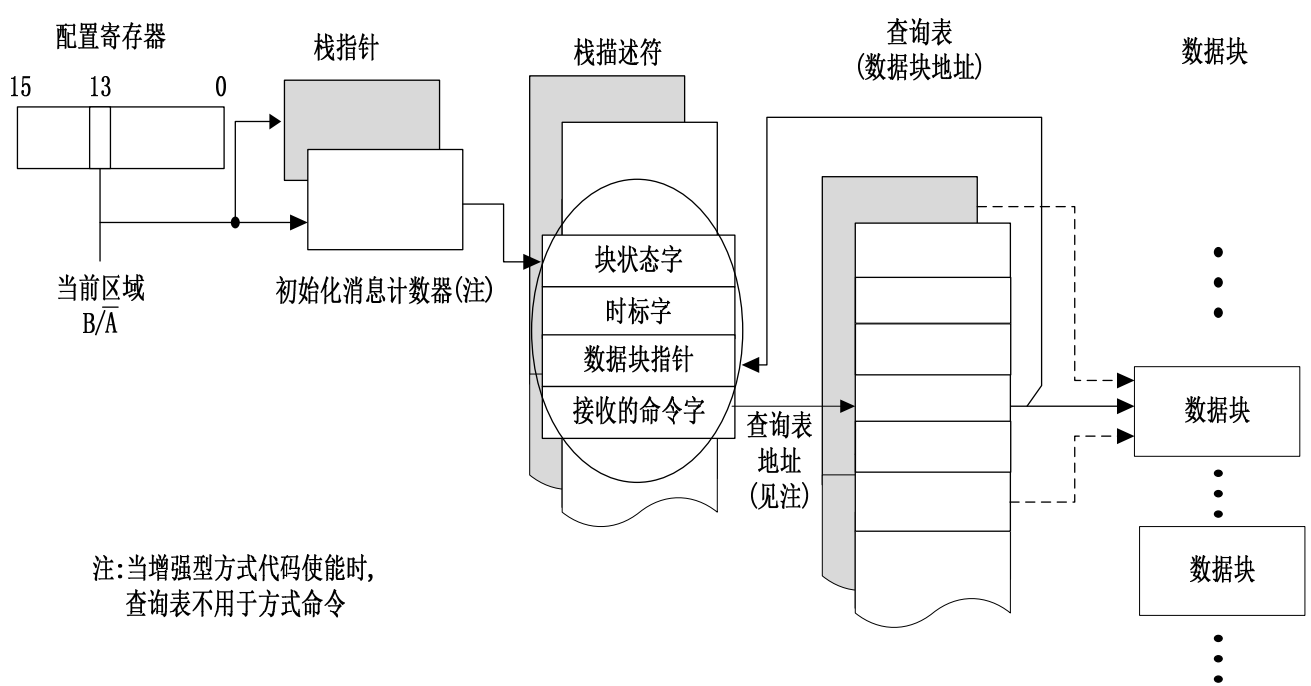 配置寄存器
15 13 0
当前区域
B/A̅
栈指针
初始化消息计数器(注)
栈描述符
块状态字
时标字
数据块指针
接收的命令字
查询表
地址
(见注)
查询表
(数据块地址)
数据块
数据块
数据块
注:当增强型方式代码使能时,
查询表不用于方式命令